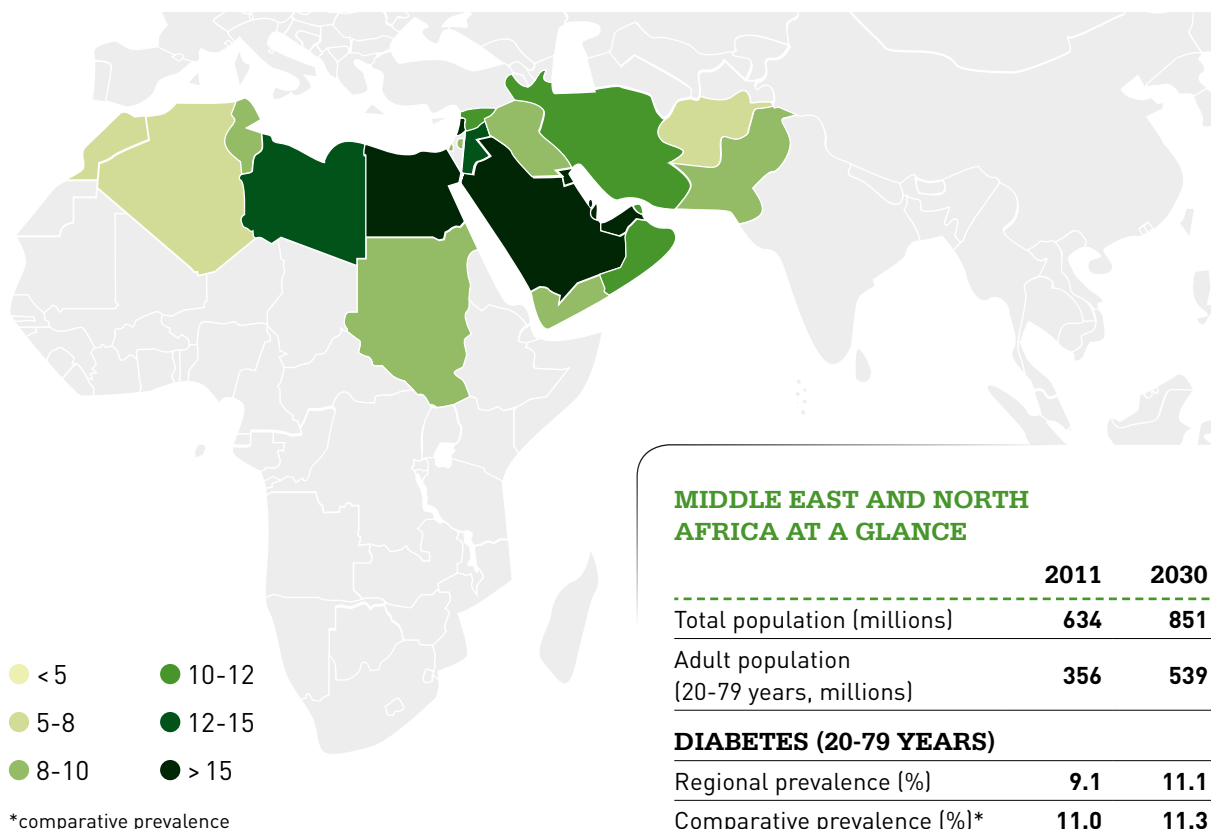 MIDDLE EAST AND NORTH
AFRICA AT A GLANCE
2011 2030
Total population (millions) 634 851
Adult population
(20-79 years, millions) 356 539
DIABETES (20-79 YEARS)
Regional prevalence (%) 9.1 11.1
Comparative prevalence (%)* 11.0 11.3
< 5
5-8
8-10
10-12
12-15
> 15
*comparative prevalence